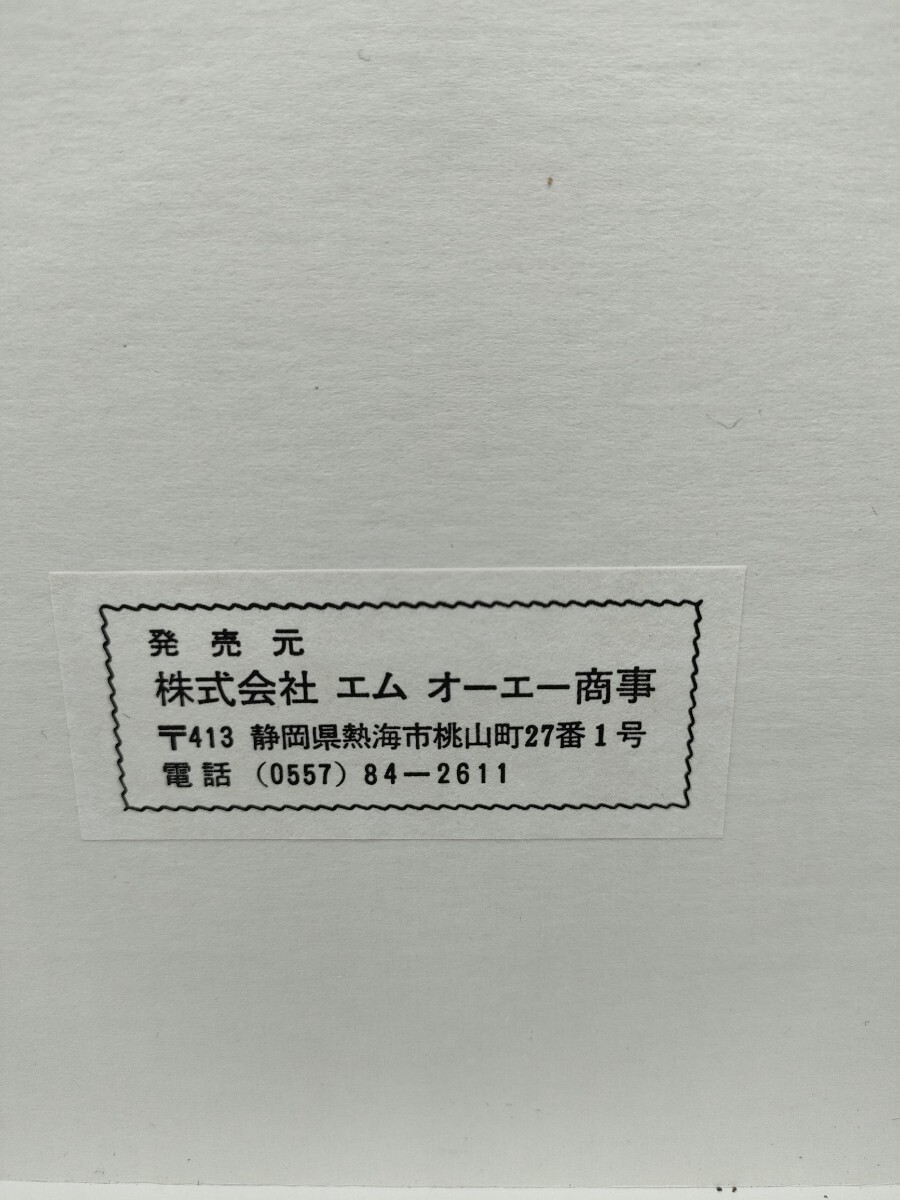 発売元
株式会社 エム オーエー商事
〒413 静岡県熱海市桃山町27番1号
電話 (0557) 84-2611